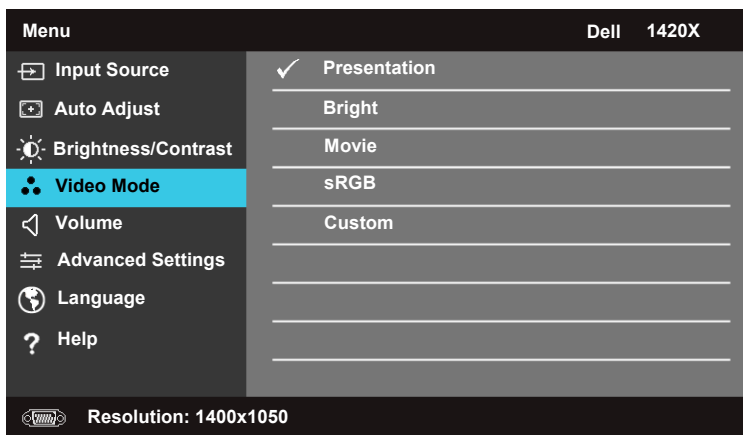 Menu Dell 1420X
Input Source
Auto Adjust
Brightness/Contrast
Video Mode
Volume
Advanced Settings
Language
? Help
Presentation
Bright
Movie
sRGB
Custom
Resolution: 1400x1050